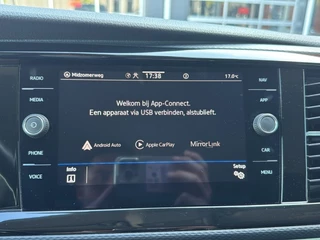 Midzomerweg 17:38 17.0°C
RADIO NAV
MEDIA APP
Welkom bij App-Connect.
Een apparaat via USB verbinden, alstublieft.
Android Auto Apple CarPlay MirrorLink
PHONE CAR
Info Setup
VOICE MENU